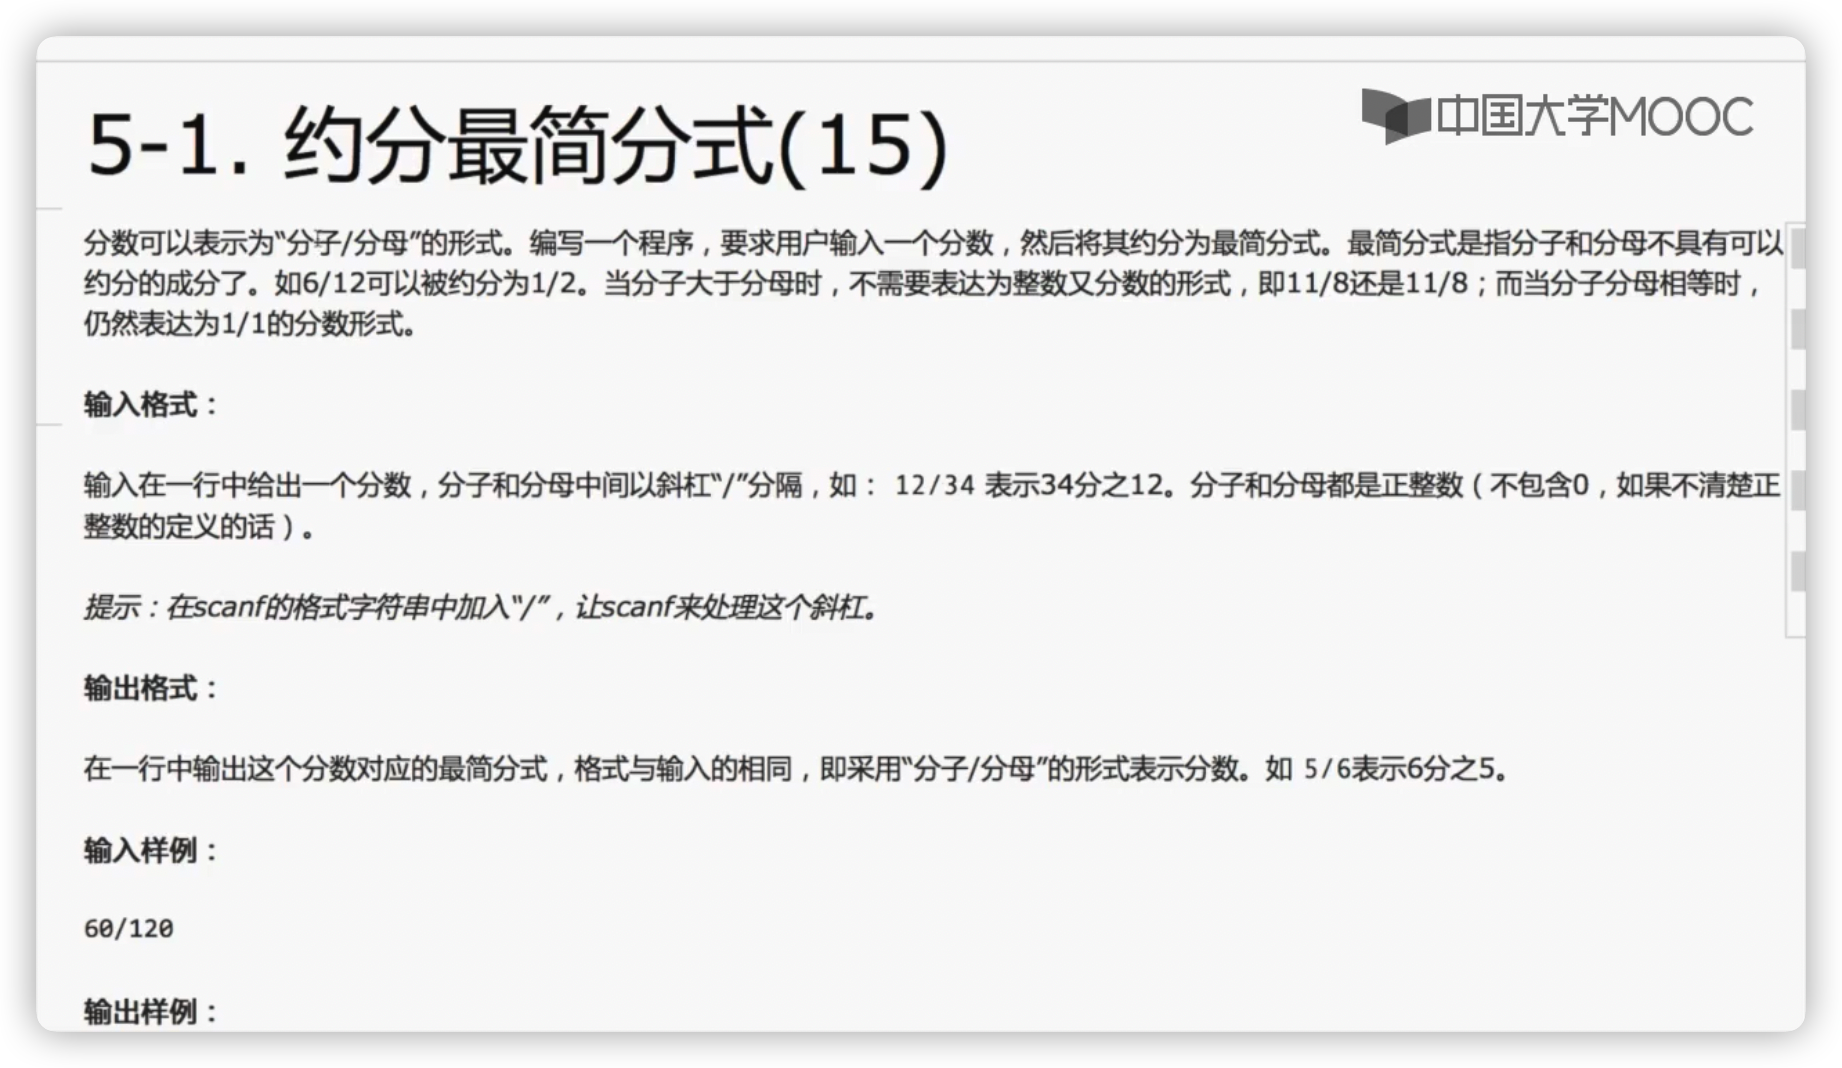 中国大学MOOC
5-1. 约分最简分式(15)
分数可以表示为“分子/分母”的形式。编写一个程序，要求用户输入一个分数，然后将其约分为最简分式。最简分式是指分子和分母不具有可以
约分的成分了。如6/12可以被约分为1/2。当分子大于分母时，不需要表达为整数又分数的形式，即11/8还是11/8；而当分子分母相等时，
仍然表达为1/1的分数形式。
输入格式：
输入在一行中给出一个分数，分子和分母中间以斜杠“/”分隔，如： 12/34 表示34分之12。分子和分母都是正整数（不包含0，如果不清楚正
整数的定义的话）。
提示：在scanf的格式字符串中加入“/”，让scanf来处理这个斜杠。
输出格式：
在一行中输出这个分数对应的最简分式，格式与输入的相同，即采用“分子/分母”的形式表示分数。如 5/6表示6分之5。
输入样例：
60/120
输出样例：